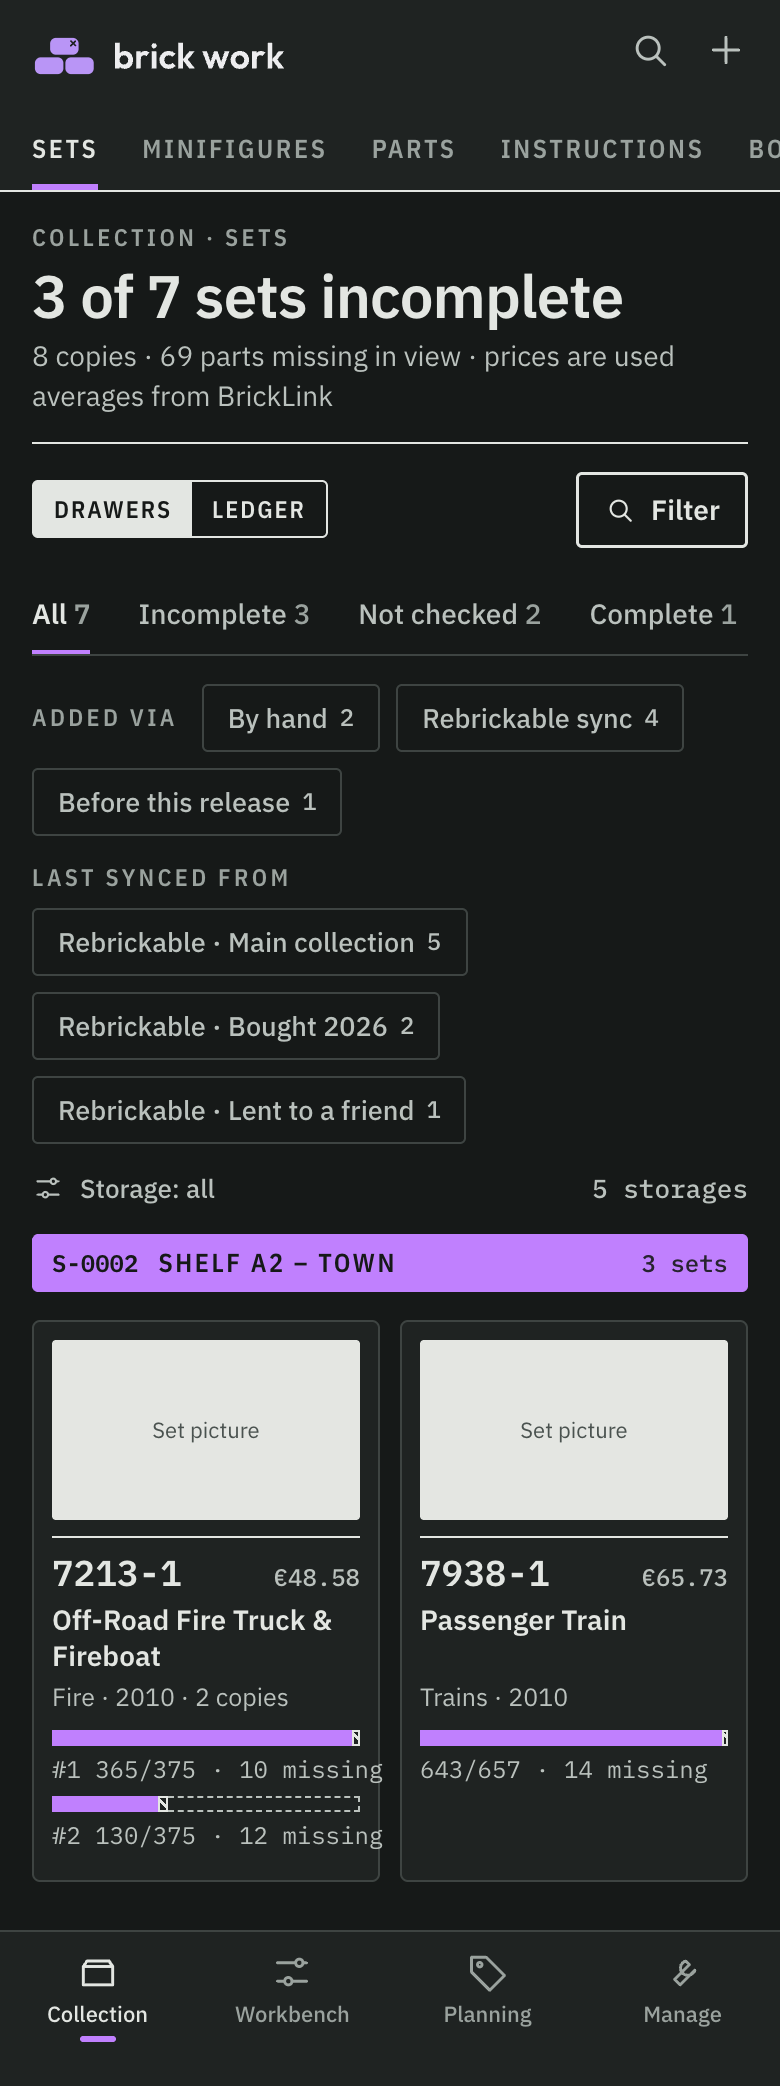 brick work
SETS MINIFIGURES PARTS INSTRUCTIONS BO
COLLECTION · SETS
3 of 7 sets incomplete
8 copies · 69 parts missing in view · prices are used
averages from BrickLink
DRAWERS LEDGER Filter
All 7 Incomplete 3 Not checked 2 Complete 1
ADDED VIA By hand 2 Rebrickable sync 4
Before this release 1
LAST SYNCED FROM
Rebrickable · Main collection 5
Rebrickable · Bought 2026 2
Rebrickable · Lent to a friend 1
Storage: all 5 storages
S-0002 SHELF A2 – TOWN 3 sets
Set picture
7213-1 €48.58
Off-Road Fire Truck &
Fireboat
Fire · 2010 · 2 copies
#1 365/375 · 10 missing
#2 130/375 · 12 missing
Set picture
7938-1 €65.73
Passenger Train
Trains · 2010
643/657 · 14 missing
Collection Workbench Planning Manage